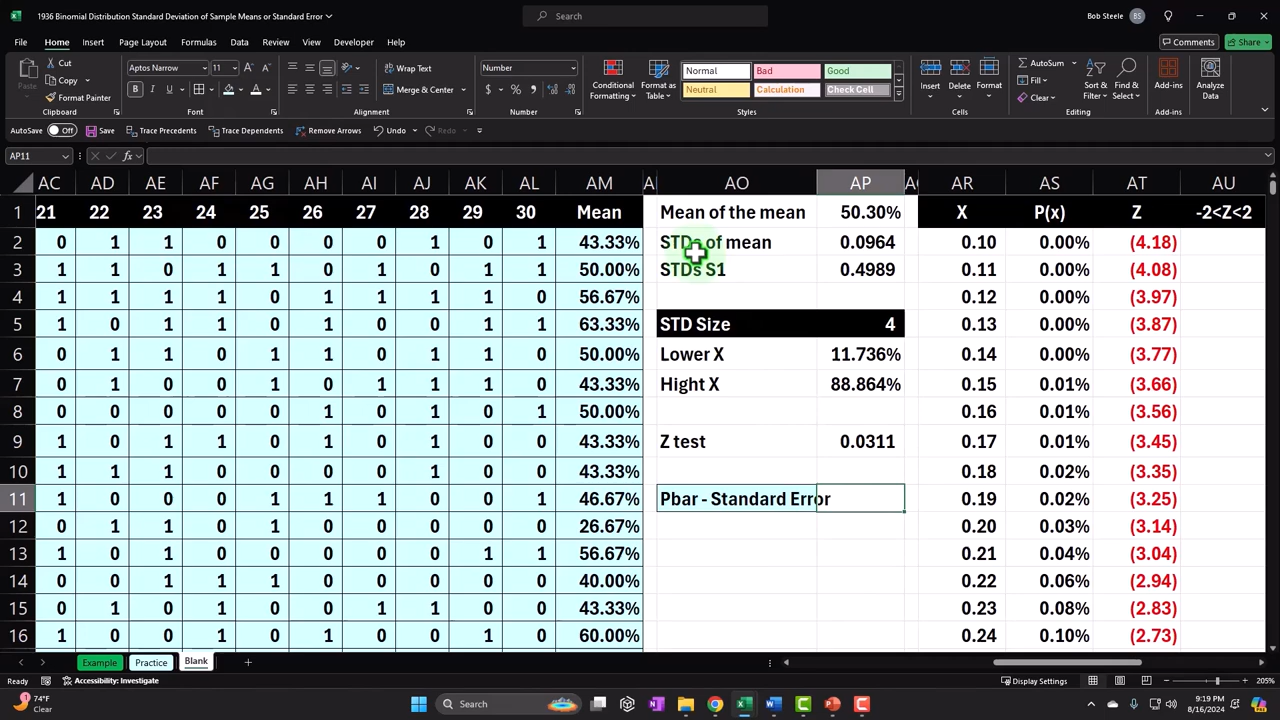 1936 Binomial Distribution Standard Deviation of Sample Means or Standard Error
Search
Bob Steele BS
File Home Insert Page Layout Formulas Data Review View Developer Help Comments Share
Cut
Copy
Format Painter
Paste
Clipboard
Aptos Narrow 11
Font
Wrap Text
Merge & Center
Alignment
Number
Number
Conditional Formatting
Format as Table
Normal Bad Good
Neutral Calculation Check Cell
Styles
Insert Delete Format
Cells
AutoSum
Fill
Clear
Sort & Filter
Find & Select
Editing
Add-ins
Add-ins
Analyze Data
AutoSave Off Save Trace Precedents Trace Dependents Remove Arrows Undo Redo
AP11 fx
AC AD AE AF AG AH AI AJ AK AL AM AO AP AR AS AT AU
1 21 22 23 24 25 26 27 28 29 30 Mean Mean of the mean 50.30% X P(x) Z -2<Z<2
2 0 1 1 0 0 0 0 1 0 1 43.33% STDs of mean 0.0964 0.10 0.00% (4.18)
3 1 1 0 1 0 1 1 1 0 1 50.00% STDs S1 0.4989 0.11 0.00% (4.08)
4 1 1 1 1 0 0 0 1 1 0 56.67% 0.12 0.00% (3.97)
5 1 0 1 1 0 1 0 0 1 1 63.33% STD Size 4 0.13 0.00% (3.87)
6 0 1 1 0 1 1 0 1 0 0 50.00% Lower X 11.736% 0.14 0.00% (3.77)
7 0 1 0 0 1 0 1 1 1 0 43.33% Hight X 88.864% 0.15 0.01% (3.66)
8 0 0 0 0 0 1 0 1 0 1 50.00% 0.16 0.01% (3.56)
9 1 0 1 0 0 1 1 0 1 0 43.33% Z test 0.0311 0.17 0.01% (3.45)
10 1 1 0 0 0 0 0 1 0 0 43.33% 0.18 0.02% (3.35)
11 1 0 0 0 1 1 1 0 0 1 46.67% Pbar - Standard Error 0.19 0.02% (3.25)
12 0 1 1 0 1 0 0 0 0 0 26.67% 0.20 0.03% (3.14)
13 1 0 0 1 0 0 0 0 1 1 56.67% 0.21 0.04% (3.04)
14 0 0 1 1 1 0 0 0 0 0 40.00% 0.22 0.06% (2.94)
15 0 1 0 0 0 0 1 1 0 0 43.33% 0.23 0.08% (2.83)
16 1 0 0 1 0 1 0 0 1 0 60.00% 0.24 0.10% (2.73)
Example Practice Blank
Ready Accessibility: Investigate Display Settings 205%
74°F
Clear
Search
9:19 PM
8/16/2024